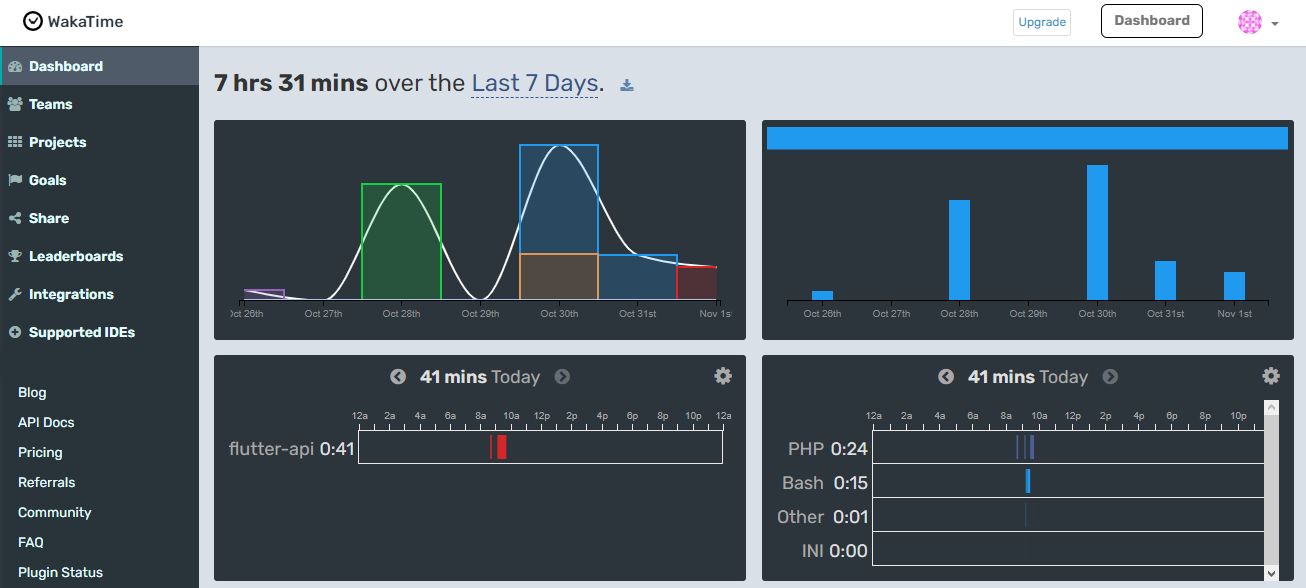 WakaTime
Upgrade
Dashboard
Dashboard
Teams
Projects
Goals
Share
Leaderboards
Integrations
Supported IDEs
Blog
API Docs
Pricing
Referrals
Community
FAQ
Plugin Status
7 hrs 31 mins over the Last 7 Days.
Oct 26th Oct 27th Oct 28th Oct 29th Oct 30th Oct 31st Nov 1s
Oct 26th Oct 27th Oct 28th Oct 29th Oct 30th Oct 31st Nov 1st
41 mins Today
12a 2a 4a 6a 8a 10a 12p 2p 4p 6p 8p 10p 12a
flutter-api 0:41
41 mins Today
12a 2a 4a 6a 8a 10a 12p 2p 4p 6p 8p 10p
PHP 0:24
Bash 0:15
Other 0:01
INI 0:00